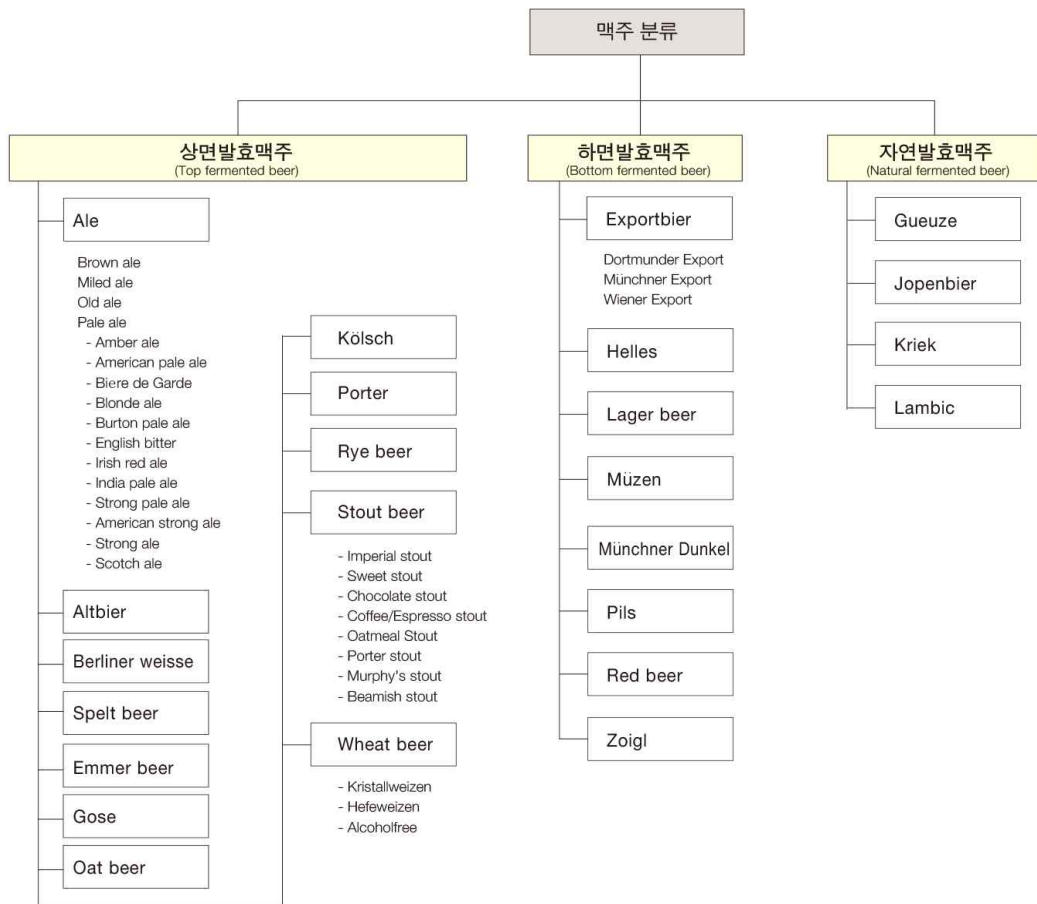 맥주 분류
상면발효맥주
(Top fermented beer)
Ale
Brown ale
Miled ale
Old ale
Pale ale
- Amber ale
- American pale ale
- Biere de Garde
- Blonde ale
- Burton pale ale
- English bitter
- Irish red ale
- India pale ale
- Strong pale ale
- American strong ale
- Strong ale
- Scotch ale
Altbier
Berliner weisse
Spelt beer
Emmer beer
Gose
Oat beer
Kölsch
Porter
Rye beer
Stout beer
- Imperial stout
- Sweet stout
- Chocolate stout
- Coffee/Espresso stout
- Oatmeal Stout
- Porter stout
- Murphy's stout
- Beamish stout
Wheat beer
- Kristallweizen
- Hefeweizen
- Alcoholfree
하면발효맥주
(Bottom fermented beer)
Exportbier
Dortmunder Export
Münchner Export
Wiener Export
Helles
Lager beer
Müzen
Münchner Dunkel
Pils
Red beer
Zoigl
자연발효맥주
(Natural fermented beer)
Gueuze
Jopenbier
Kriek
Lambic